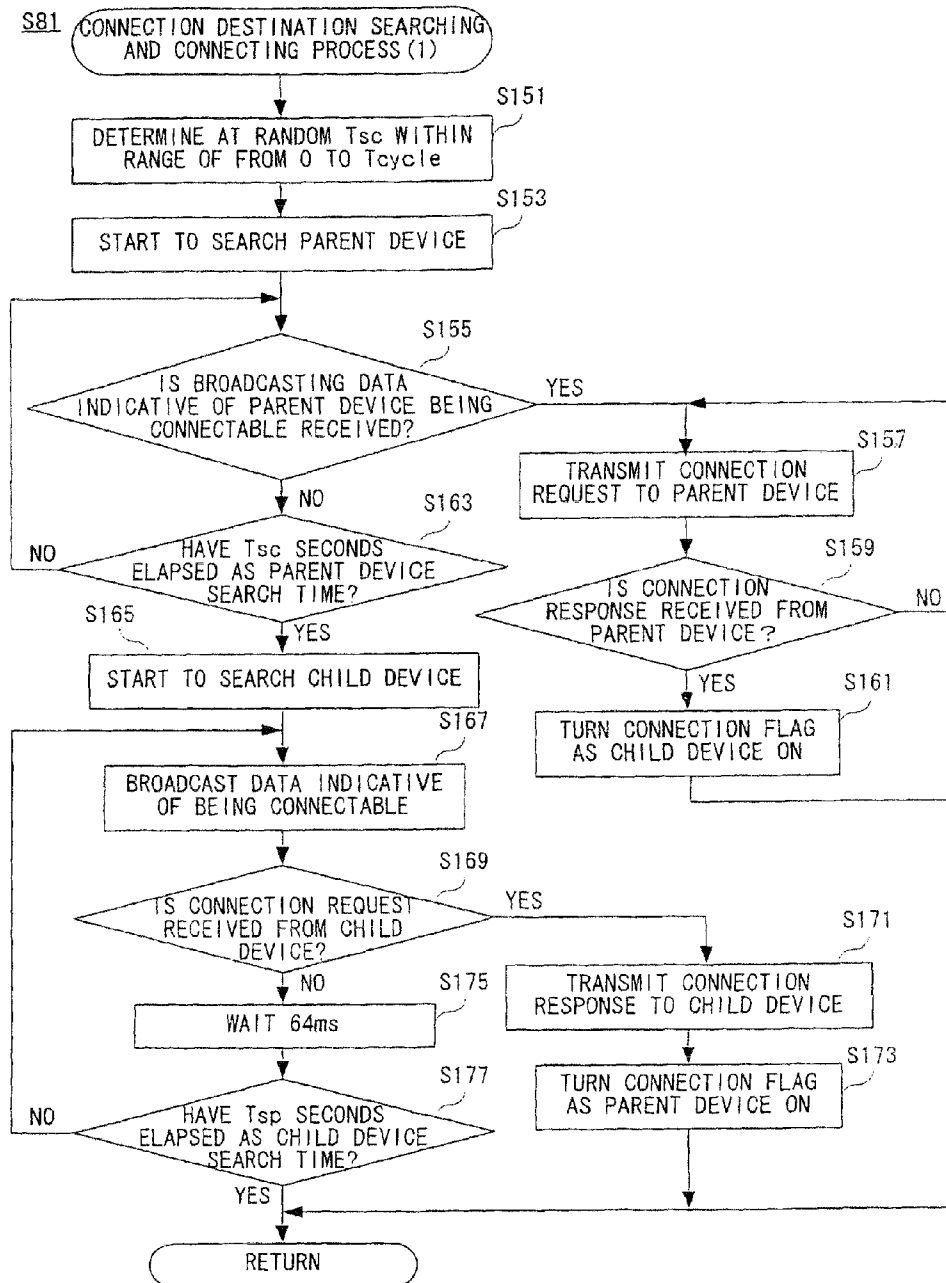 S81
CONNECTION DESTINATION SEARCHING
AND CONNECTING PROCESS(1)
S151
DETERMINE AT RANDOM Tsc WITHIN
RANGE OF FROM 0 TO Tcycle
S153
START TO SEARCH PARENT DEVICE
S155
IS BROADCASTING DATA
INDICATIVE OF PARENT DEVICE BEING
CONNECTABLE RECEIVED?
YES
S157
TRANSMIT CONNECTION
REQUEST TO PARENT DEVICE
NO
S163
HAVE Tsc SECONDS
ELAPSED AS PARENT DEVICE
SEARCH TIME?
NO
YES
S159
IS CONNECTION
RESPONSE RECEIVED FROM
PARENT DEVICE?
NO
YES
S161
TURN CONNECTION FLAG
AS CHILD DEVICE ON
S165
START TO SEARCH CHILD DEVICE
S167
BROADCAST DATA INDICATIVE
OF BEING CONNECTABLE
S169
IS CONNECTION REQUEST
RECEIVED FROM CHILD
DEVICE?
YES
S171
TRANSMIT CONNECTION
RESPONSE TO CHILD DEVICE
S173
TURN CONNECTION FLAG
AS PARENT DEVICE ON
NO
S175
WAIT 64ms
S177
HAVE Tsp SECONDS
ELAPSED AS CHILD DEVICE
SEARCH TIME?
NO
YES
RETURN